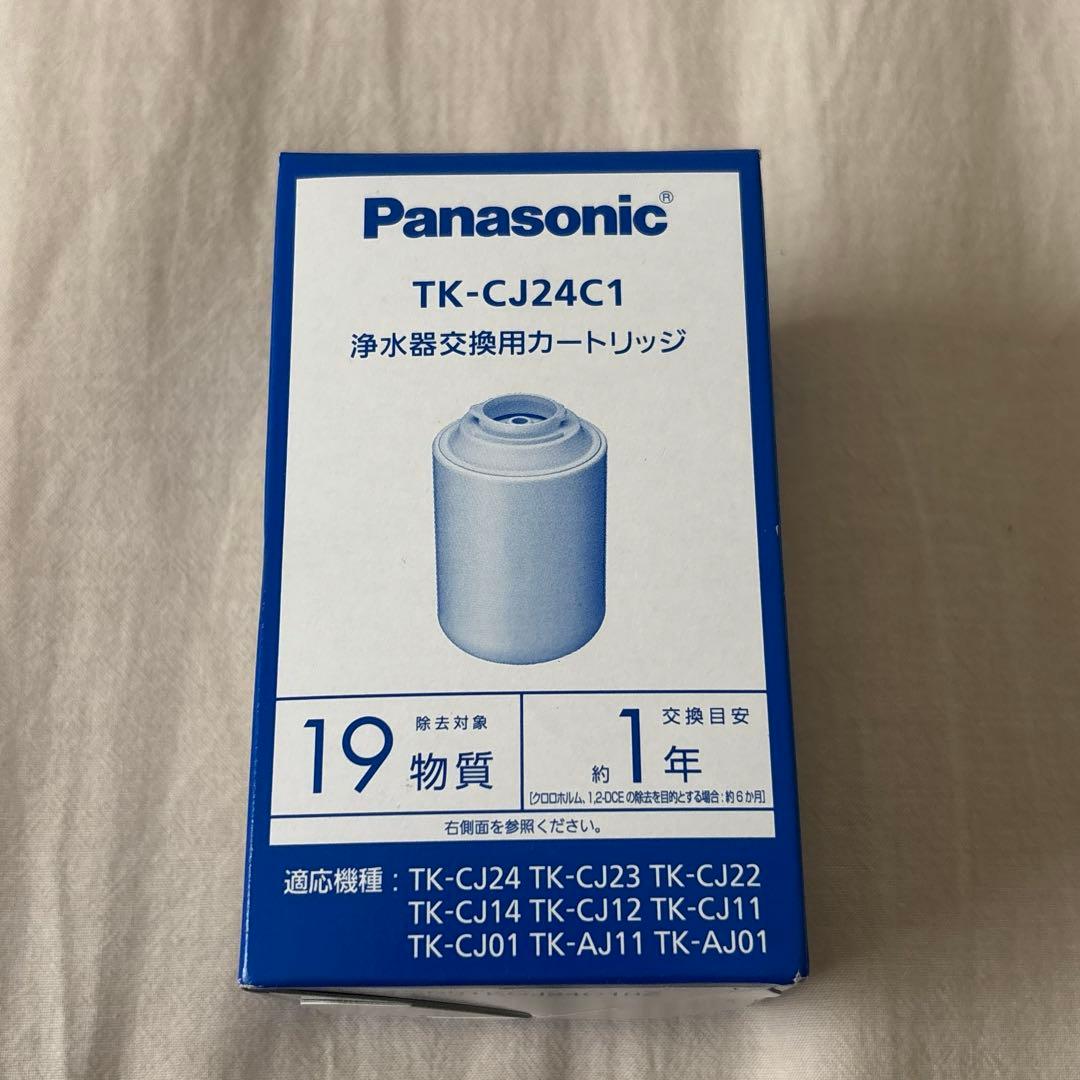 Panasonic®
TK-CJ24C1
浄水器交換用カートリッジ
19 除去対象 物質
交換目安 約1年
[クロロホルム、1,2-DCEの除去を目的とする場合:約6か月]
右側面を参照ください。
適応機種:TK-CJ24 TK-CJ23 TK-CJ22
TK-CJ14 TK-CJ12 TK-CJ11
TK-CJ01 TK-AJ11 TK-AJ01